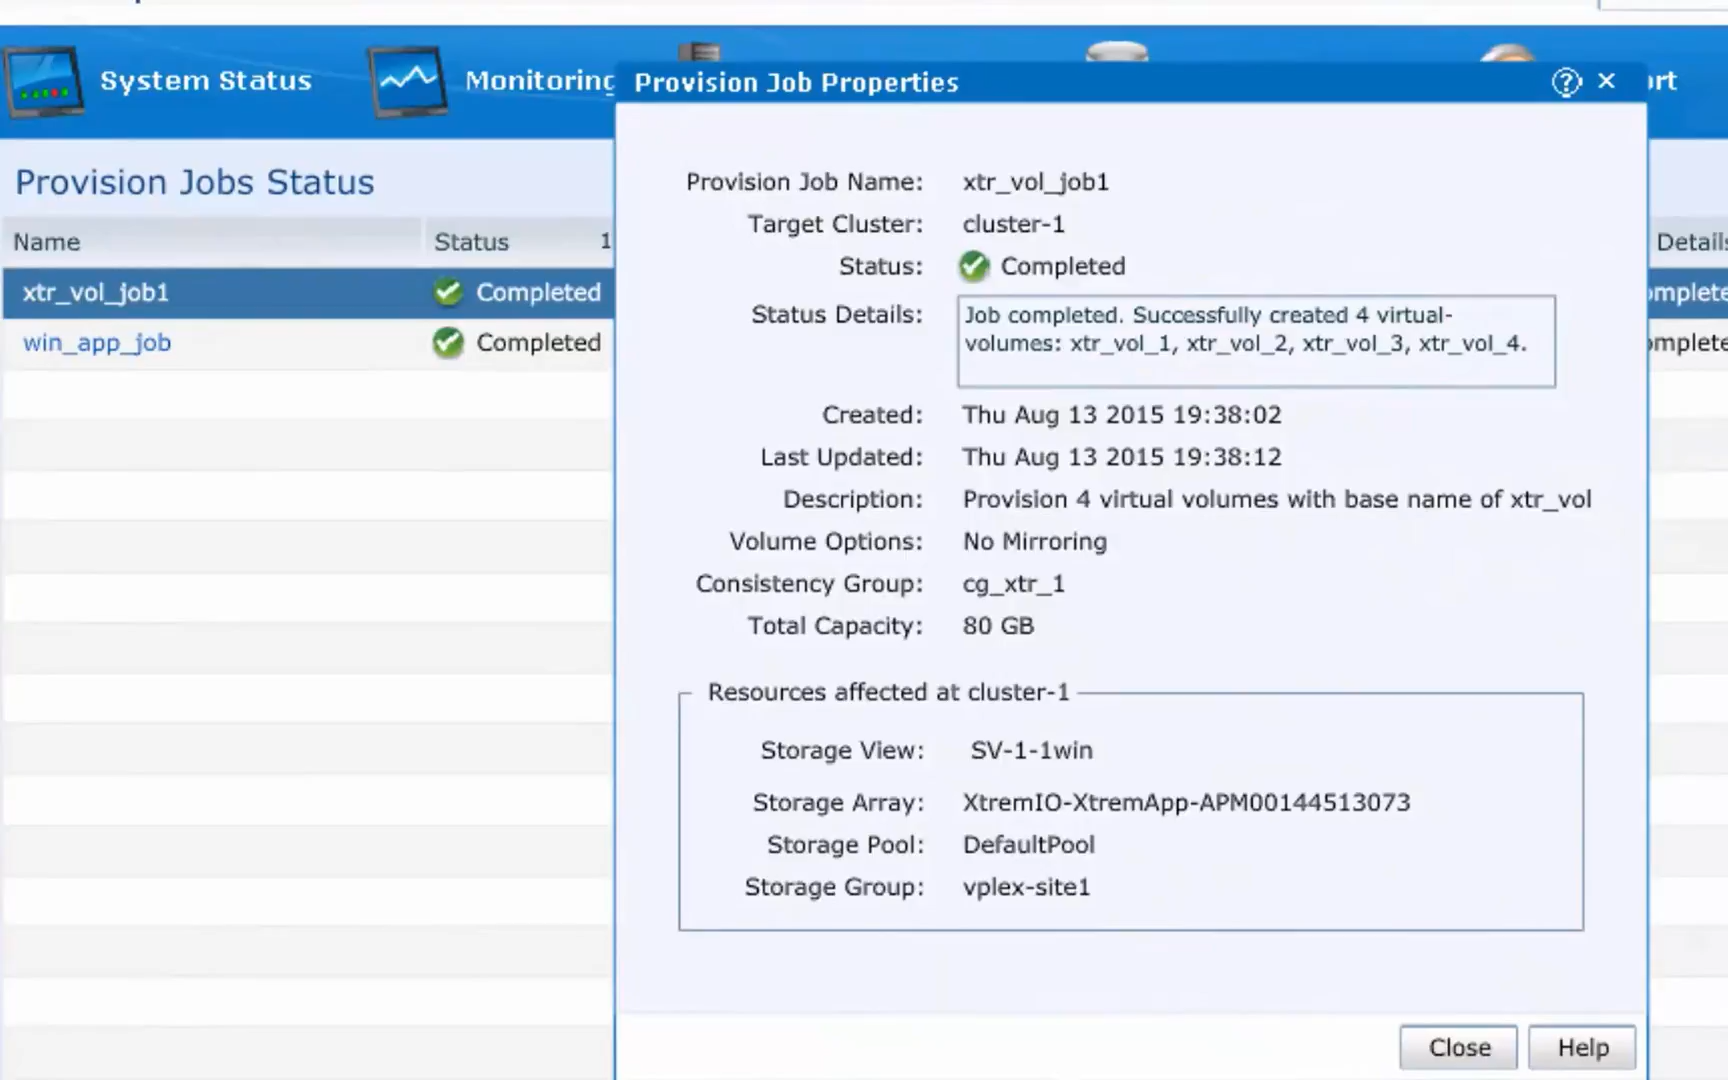 System Status
Monitoring
Provision Job Properties
Provision Jobs Status
Name
Status
1
Details
xtr_vol_job1
Completed
win_app_job
Completed
Provision Job Name: xtr_vol_job1
Target Cluster: cluster-1
Status: Completed
Status Details: Job completed. Successfully created 4 virtual-
volumes: xtr_vol_1, xtr_vol_2, xtr_vol_3, xtr_vol_4.
Created: Thu Aug 13 2015 19:38:02
Last Updated: Thu Aug 13 2015 19:38:12
Description: Provision 4 virtual volumes with base name of xtr_vol
Volume Options: No Mirroring
Consistency Group: cg_xtr_1
Total Capacity: 80 GB
Resources affected at cluster-1
Storage View: SV-1-1win
Storage Array: XtremIO-XtremApp-APM00144513073
Storage Pool: DefaultPool
Storage Group: vplex-site1
Close
Help